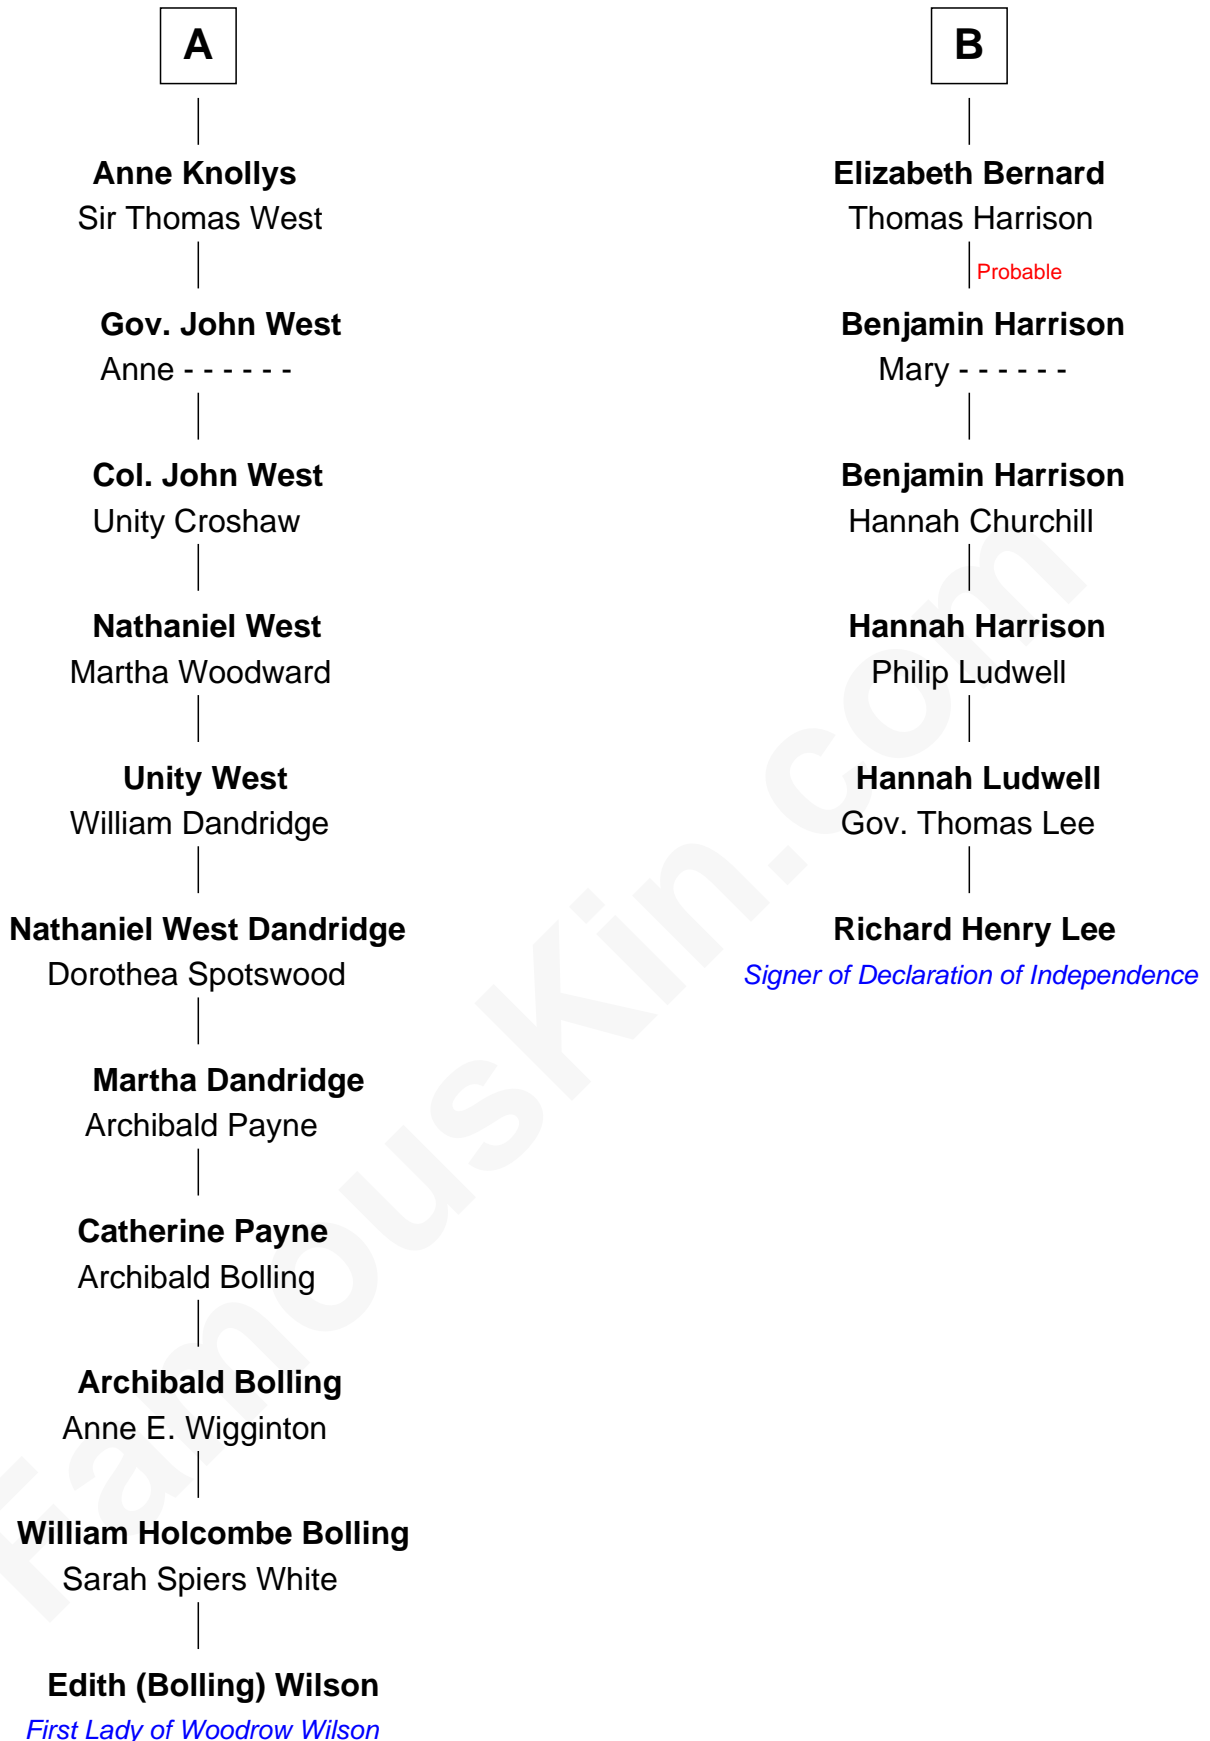 A
Anne Knollys
Sir Thomas West
Gov. John West
Anne - - - - - -
Col. John West
Unity Croshaw
Nathaniel West
Martha Woodward
Unity West
William Dandridge
Nathaniel West Dandridge
Dorothea Spotswood
Martha Dandridge
Archibald Payne
Catherine Payne
Archibald Bolling
Archibald Bolling
Anne E. Wigginton
William Holcombe Bolling
Sarah Spiers White
Edith (Bolling) Wilson
First Lady of Woodrow Wilson
B
Elizabeth Bernard
Thomas Harrison
Probable
Benjamin Harrison
Mary - - - - - -
Benjamin Harrison
Hannah Churchill
Hannah Harrison
Philip Ludwell
Hannah Ludwell
Gov. Thomas Lee
Richard Henry Lee
Signer of Declaration of Independence
FamousKin.com